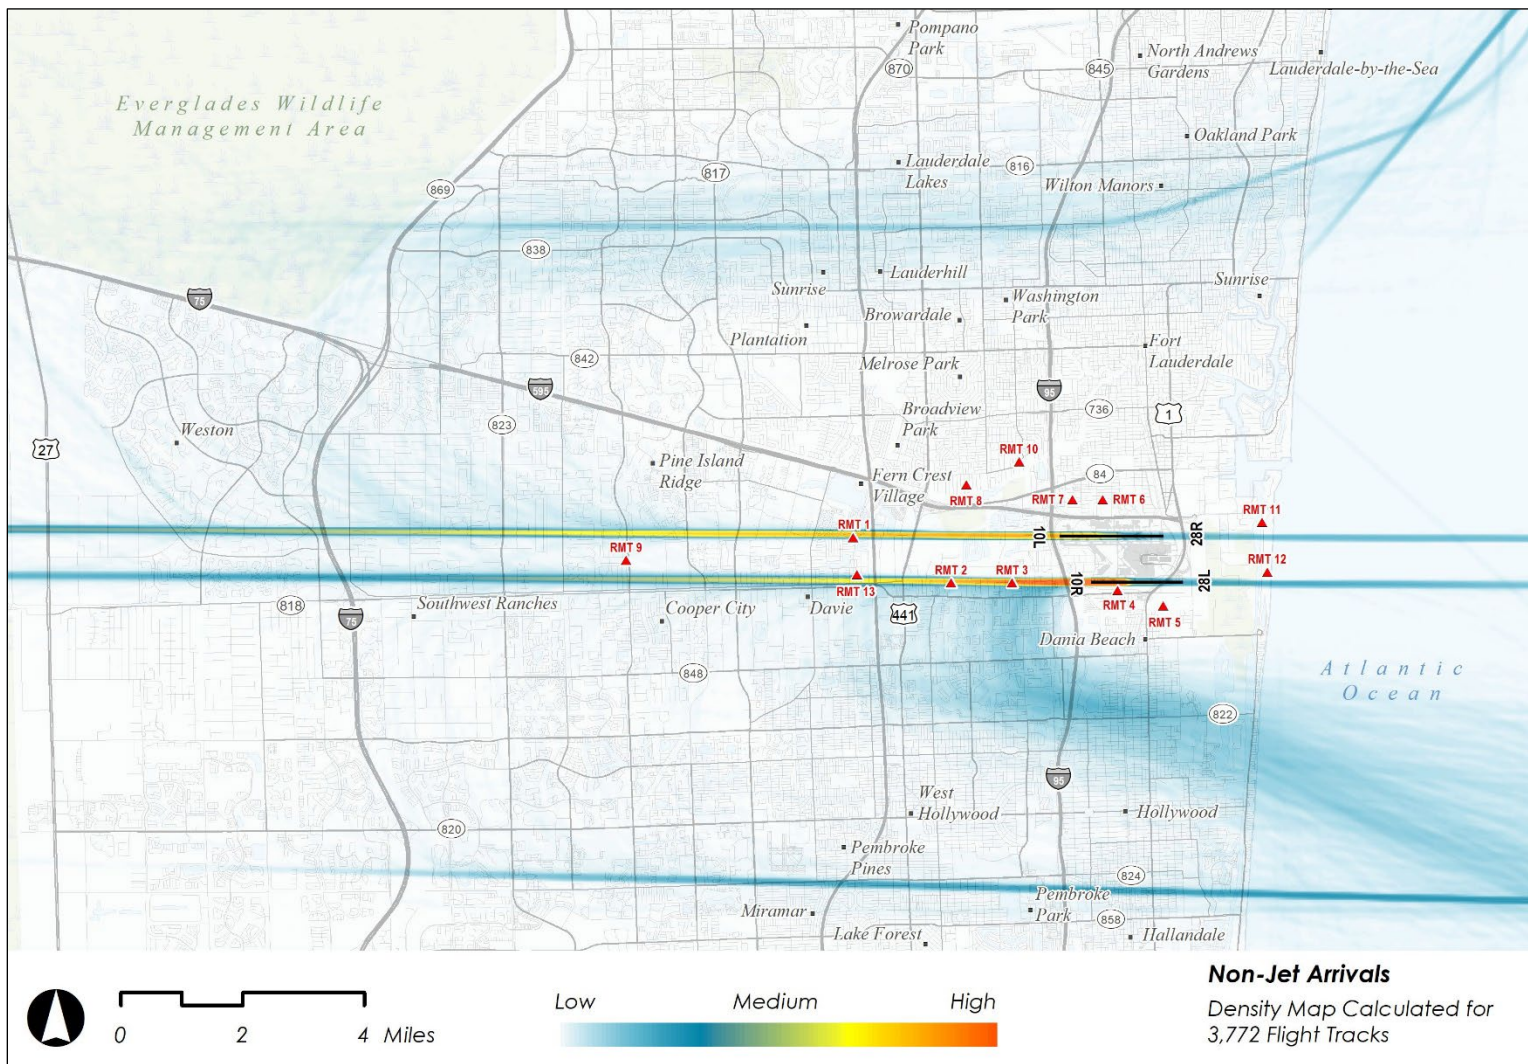 Pompano
Park
870
845
North Andrews
Gardens
Lauderdale-by-the-Sea
Everglades Wildlife
Management Area
Oakland Park
817
Lauderdale
Lakes
816
869
Wilton Manors
838
Sunrise
Lauderhill
Sunrise
75
Washington
Park
Browardale
Plantation
Fort
Lauderdale
842
Melrose Park
595
95
736
1
823
Broadview
Park
Weston
27
Pine Island
Ridge
RMT 10
84
Fern Crest
Village
RMT 8
RMT 7
RMT 6
RMT 11
RMT 1
10L
28R
RMT 9
RMT 12
RMT 13
RMT 2
RMT 3
10R
28L
818
Southwest Ranches
Cooper City
Davie
441
RMT 4
RMT 5
75
Dania Beach
848
Atlantic
Ocean
822
95
West
Hollywood
Hollywood
820
Pembroke
Pines
824
Miramar
Pembroke
Park
858
Lake Forest
Hallandale
Non-Jet Arrivals
Density Map Calculated for
3,772 Flight Tracks
Low Medium High
0 2 4 Miles